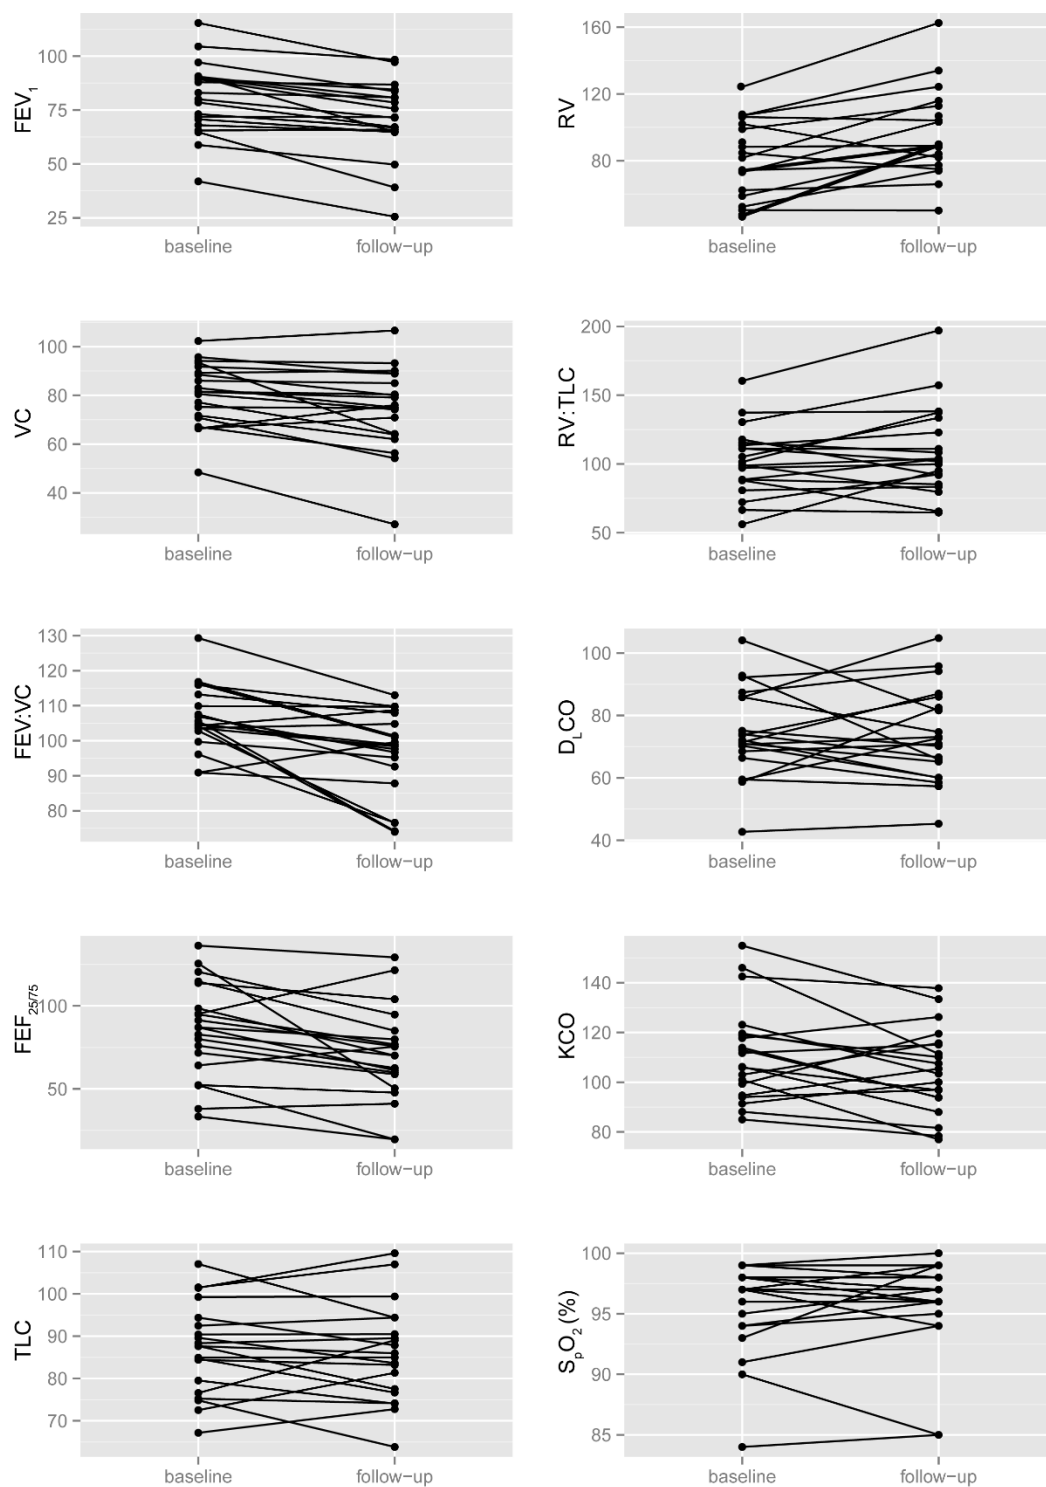 FEV1
100
75
50
25
baseline follow-up
RV
160
120
80
baseline follow-up
VC
100
80
60
40
baseline follow-up
RV:TLC
200
150
100
50
baseline follow-up
FEV:VC
130
120
110
100
90
80
baseline follow-up
DLCO
100
80
60
40
baseline follow-up
FEF25/75
100
50
baseline follow-up
KCO
140
120
100
80
baseline follow-up
TLC
110
100
90
80
70
baseline follow-up
SpO2 (%)
100
95
90
85
baseline follow-up